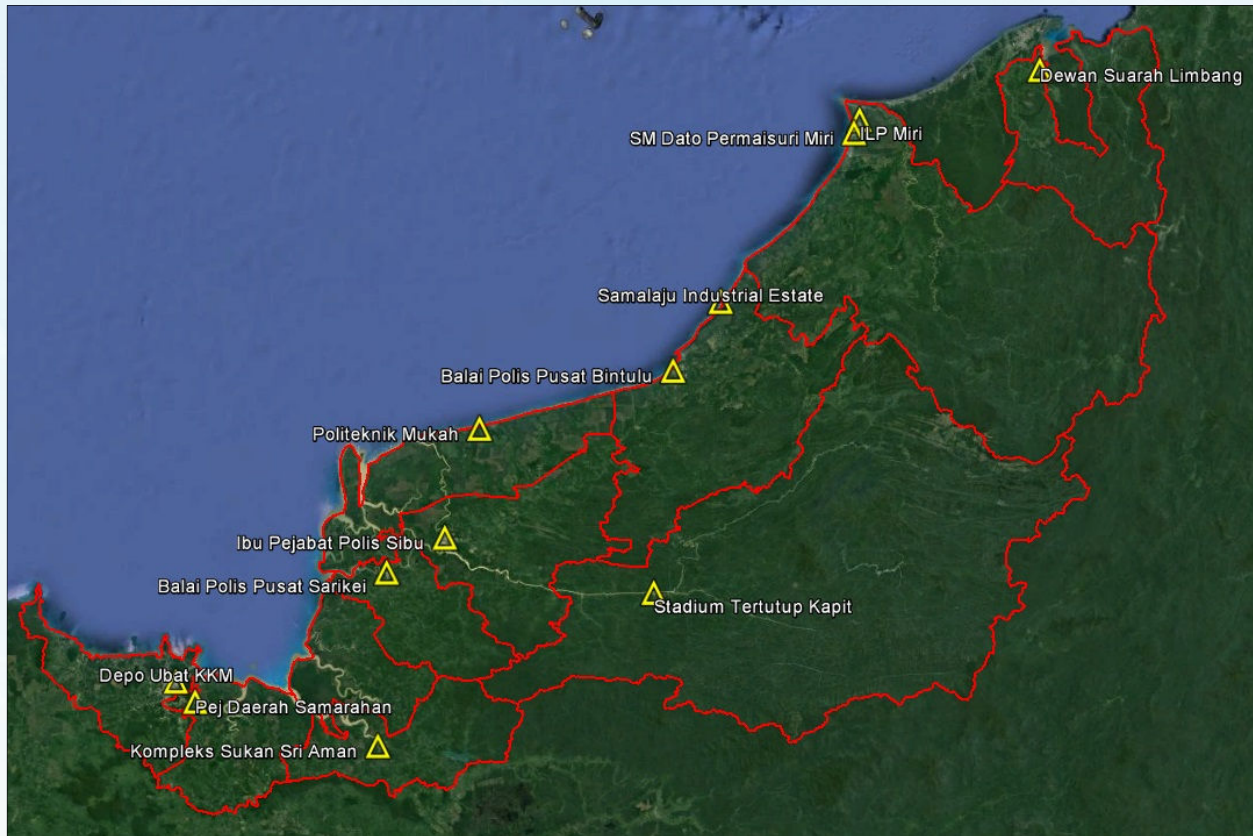 Dewan Suarah Limbang
SM Dato Permaisuri Miri
ILP Miri
Samalaju Industrial Estate
Balai Polis Pusat Bintulu
Politeknik Mukah
Ibu Pejabat Polis Sibu
Balai Polis Pusat Sarikei
Stadium Tertutup Kapit
Depo Ubat KKM
Pej Daerah Samarahan
Kompleks Sukan Sri Aman